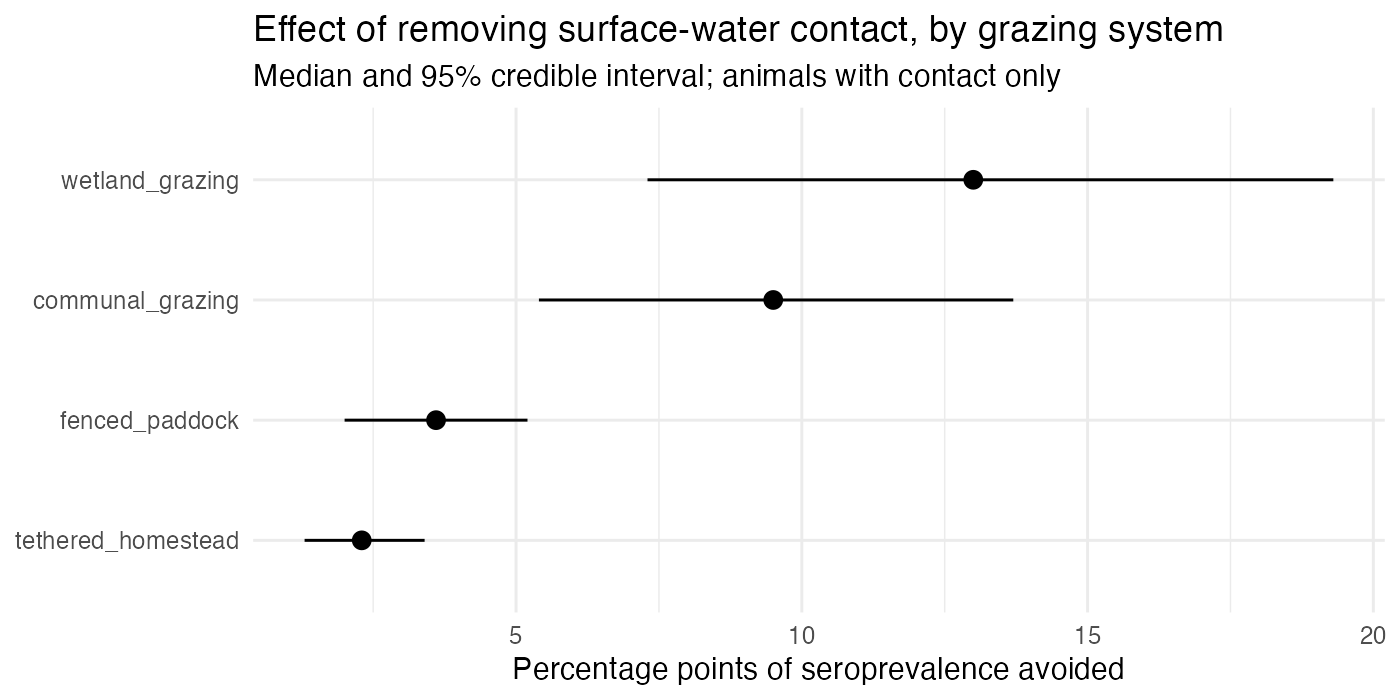 Effect of removing surface-water contact, by grazing system
Median and 95% credible interval; animals with contact only
wetland_grazing
communal_grazing
fenced_paddock
tethered_homestead
5 10 15 20
Percentage points of seroprevalence avoided